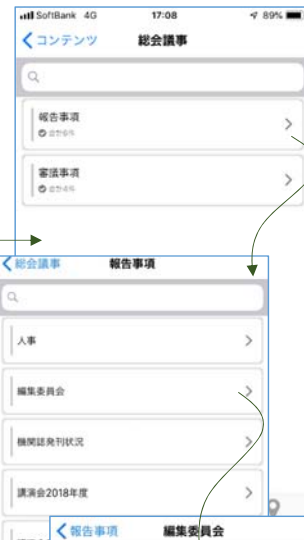 SoftBank 4G 17:08 89%
コンテンツ 総会議事
報告事項
審議事項
総会議事 報告事項
人事
編集委員会
機関誌発刊状況
講演会2018年度
報告事項 編集委員会